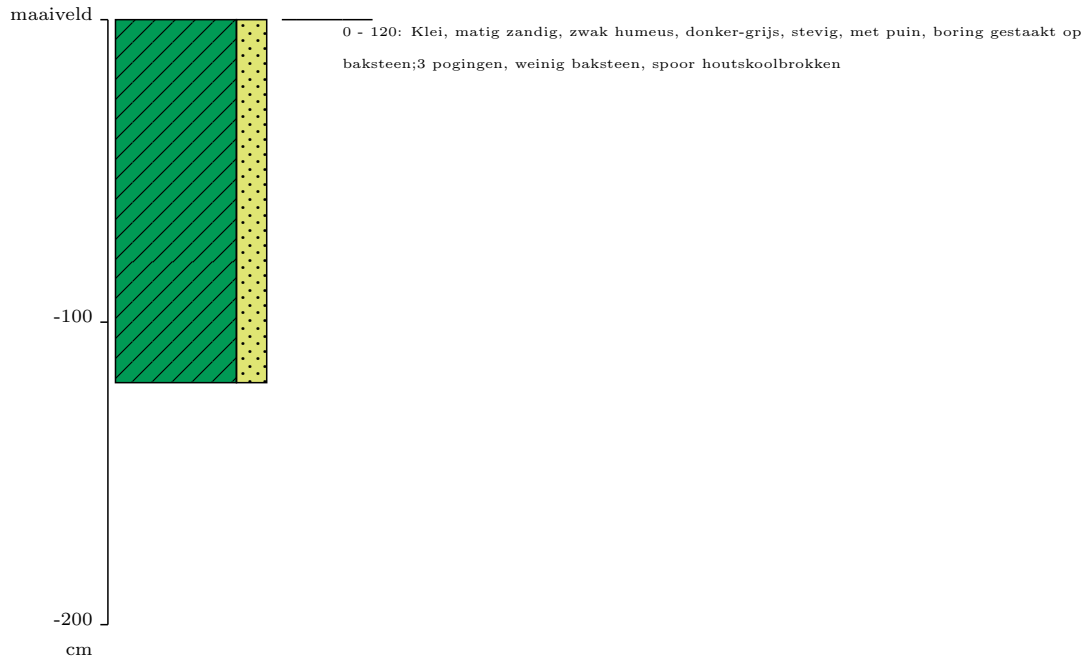 maaiveld
0 - 120: Klei, matig zandig, zwak humeus, donker-grijs, stevig, met puin, boring gestaakt op
baksteen;3 pogingen, weinig baksteen, spoor houtskoolbrokken
-100
-200
cm